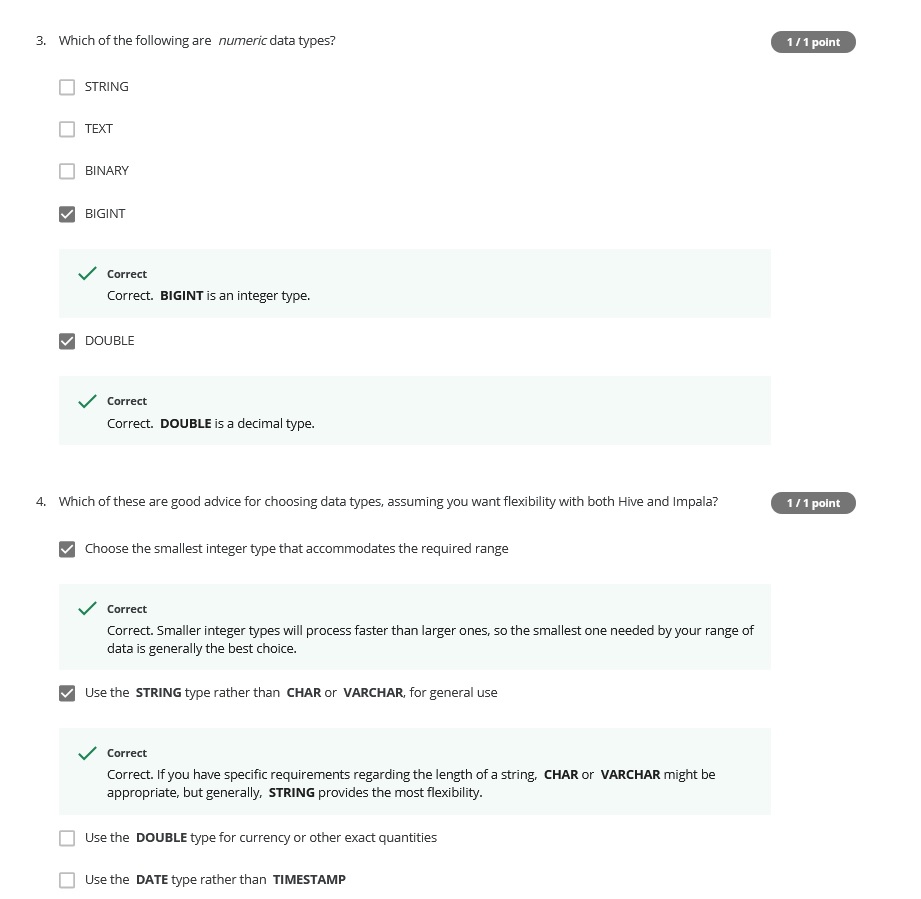 3. Which of the following are numeric data types?
1 / 1 point
STRING
TEXT
BINARY
BIGINT
Correct
Correct. BIGINT is an integer type.
DOUBLE
Correct
Correct. DOUBLE is a decimal type.
4. Which of these are good advice for choosing data types, assuming you want flexibility with both Hive and Impala?
1 / 1 point
Choose the smallest integer type that accommodates the required range
Correct
Correct. Smaller integer types will process faster than larger ones, so the smallest one needed by your range of
data is generally the best choice.
Use the STRING type rather than CHAR or VARCHAR, for general use
Correct
Correct. If you have specific requirements regarding the length of a string, CHAR or VARCHAR might be
appropriate, but generally, STRING provides the most flexibility.
Use the DOUBLE type for currency or other exact quantities
Use the DATE type rather than TIMESTAMP